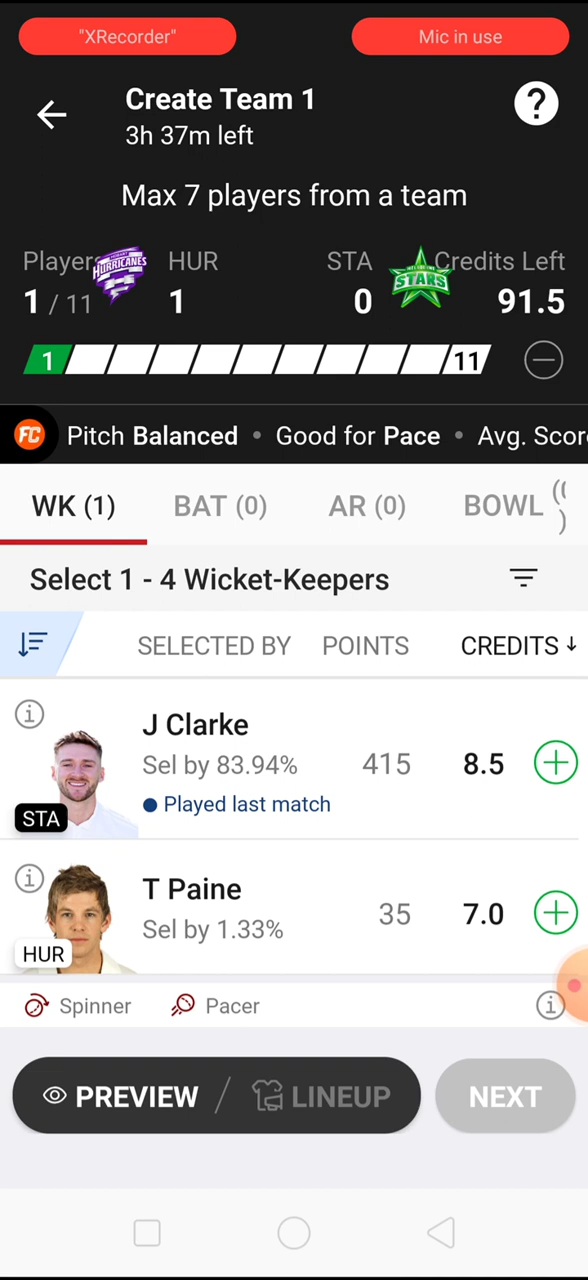 "XRecorder" Mic in use
Create Team 1
3h 37m left
?
Max 7 players from a team
Players HUR STA Credits Left
HURRICANES
STARS
1 / 11 1 0 91.5
1 11
FC Pitch Balanced • Good for Pace • Avg. Scor
WK (1) BAT (0) AR (0) BOWL ((
)
Select 1 - 4 Wicket-Keepers
SELECTED BY POINTS CREDITS ↓
J Clarke
Sel by 83.94% 415 8.5
Played last match
STA
T Paine
Sel by 1.33% 35 7.0
HUR
Spinner Pacer
PREVIEW / LINEUP NEXT